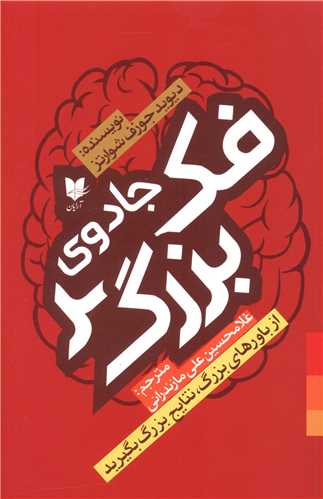 نویسنده:
دیوید جوزف شوارتز
جادوی
فکر
بزرگ
آرایان
مترجم:
غلامحسین علی مازندرانی
از باورهای بزرگ، نتایج بزرگ بگیرید